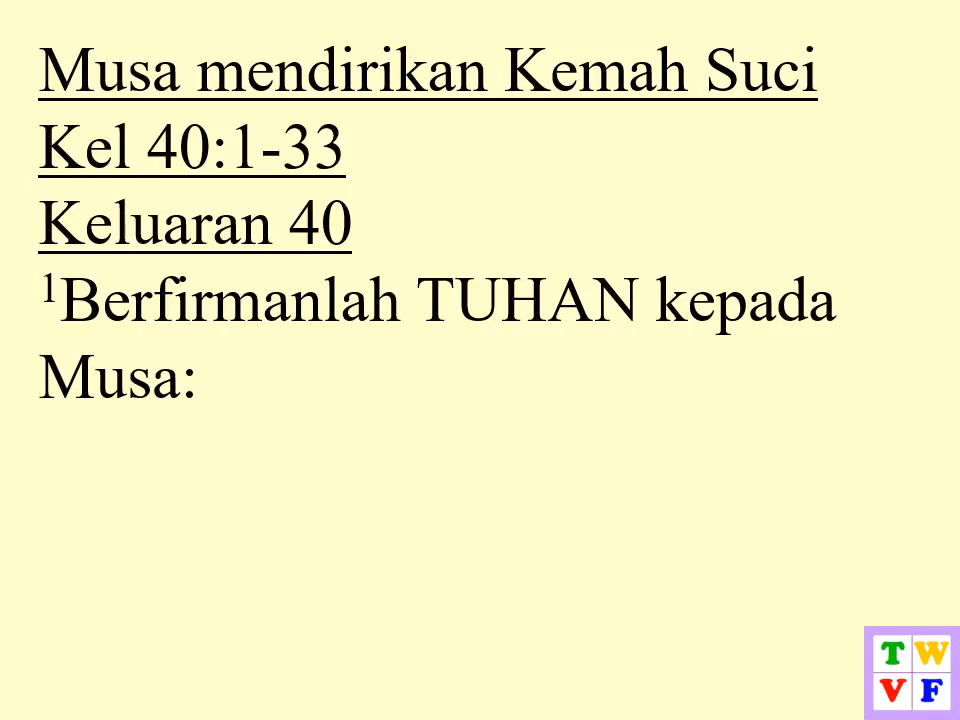 Musa mendirikan Kemah Suci
Kel 40:1-33
Keluaran 40
¹Berfirmanlah TUHAN kepada
Musa:
T W
V F